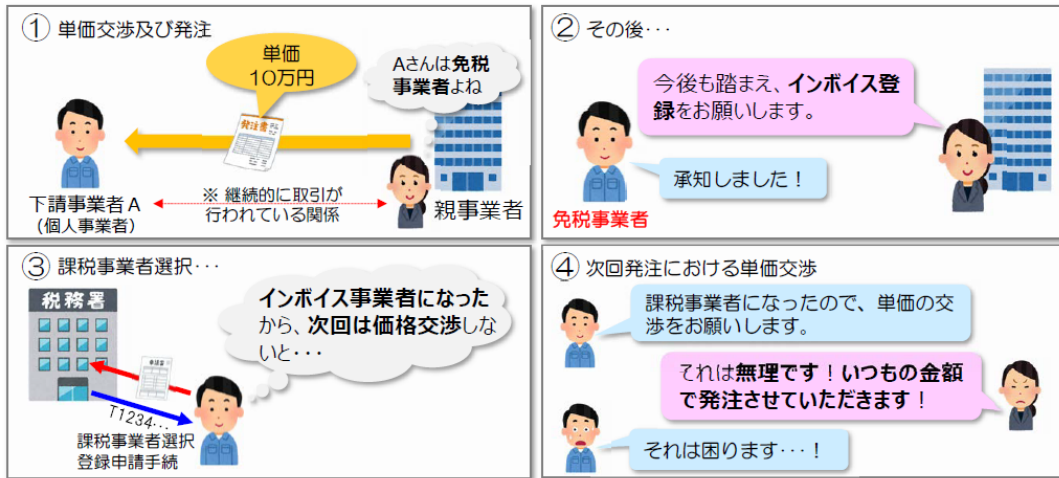 ① 単価交渉及び発注
単価
10万円
Aさんは免税
事業者よね
発注書
下請事業者A
(個人事業者)
※ 継続的に取引が
行われている関係
親事業者
② その後・・・
今後も踏まえ、インボイス登
録をお願いします。
承知しました!
免税事業者
③ 課税事業者選択・・・
税務署
インボイス事業者になった
から、次回は価格交渉しな
いと・・・
申請書
T1234...
課税事業者選択
登録申請手続
④ 次回発注における単価交渉
課税事業者になったので、単価の交
渉をお願いします。
それは無理です!いつもの金額
で発注させていただきます!
それは困ります・・・!